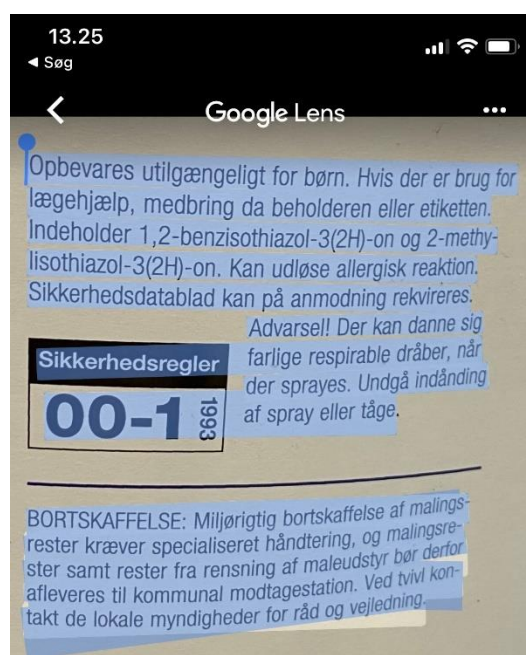 13.25
◀ Søg
Google Lens
Opbevares utilgængeligt for børn. Hvis der er brug for
lægehjælp, medbring da beholderen eller etiketten.
Indeholder 1,2-benzisothiazol-3(2H)-on og 2-methy-
lisothiazol-3(2H)-on. Kan udløse allergisk reaktion.
Sikkerhedsdatablad kan på anmodning rekvireres.
Advarsel! Der kan danne sig
farlige respirable dråber, når
der sprayes. Undgå indånding
af spray eller tåge.
Sikkerhedsregler
00-1 1993
BORTSKAFFELSE: Miljørigtig bortskaffelse af malings-
rester kræver specialiseret håndtering, og malingsre-
ster samt rester fra rensning af maleudstyr bør derfor
afleveres til kommunal modtagestation. Ved tvivl kon-
takt de lokale myndigheder for råd og vejledning.